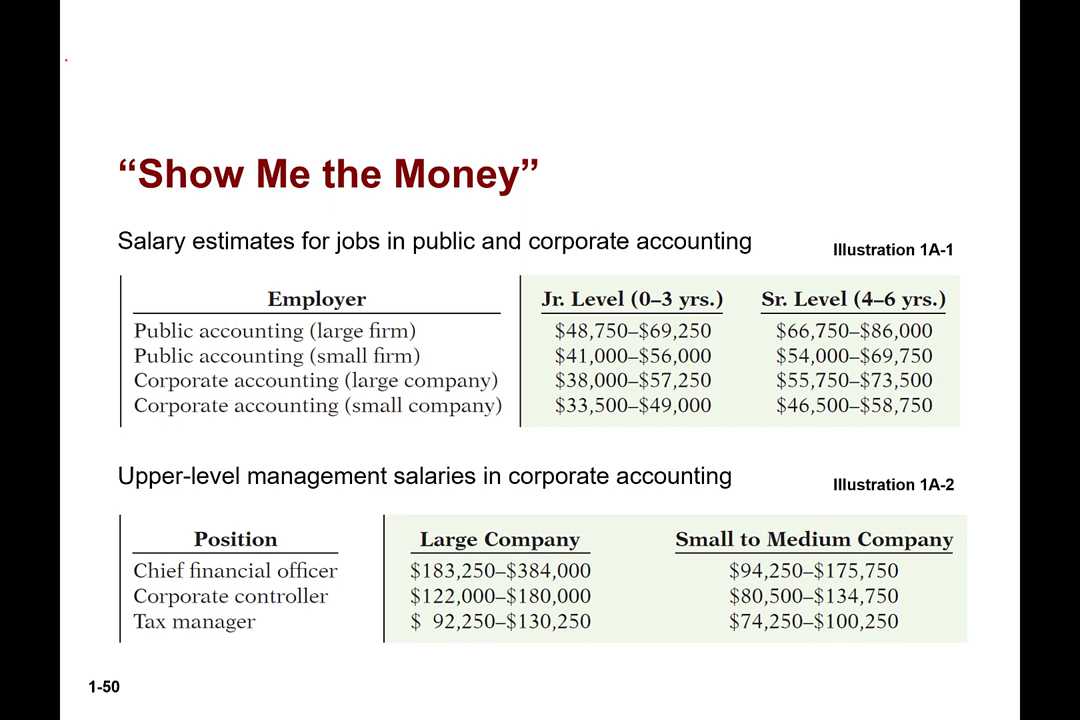 “Show Me the Money”
Salary estimates for jobs in public and corporate accounting
Illustration 1A-1
Employer Jr. Level (0–3 yrs.) Sr. Level (4–6 yrs.)
Public accounting (large firm) $48,750–$69,250 $66,750–$86,000
Public accounting (small firm) $41,000–$56,000 $54,000–$69,750
Corporate accounting (large company) $38,000–$57,250 $55,750–$73,500
Corporate accounting (small company) $33,500–$49,000 $46,500–$58,750
Upper-level management salaries in corporate accounting
Illustration 1A-2
Position Large Company Small to Medium Company
Chief financial officer $183,250–$384,000 $94,250–$175,750
Corporate controller $122,000–$180,000 $80,500–$134,750
Tax manager $ 92,250–$130,250 $74,250–$100,250
1-50